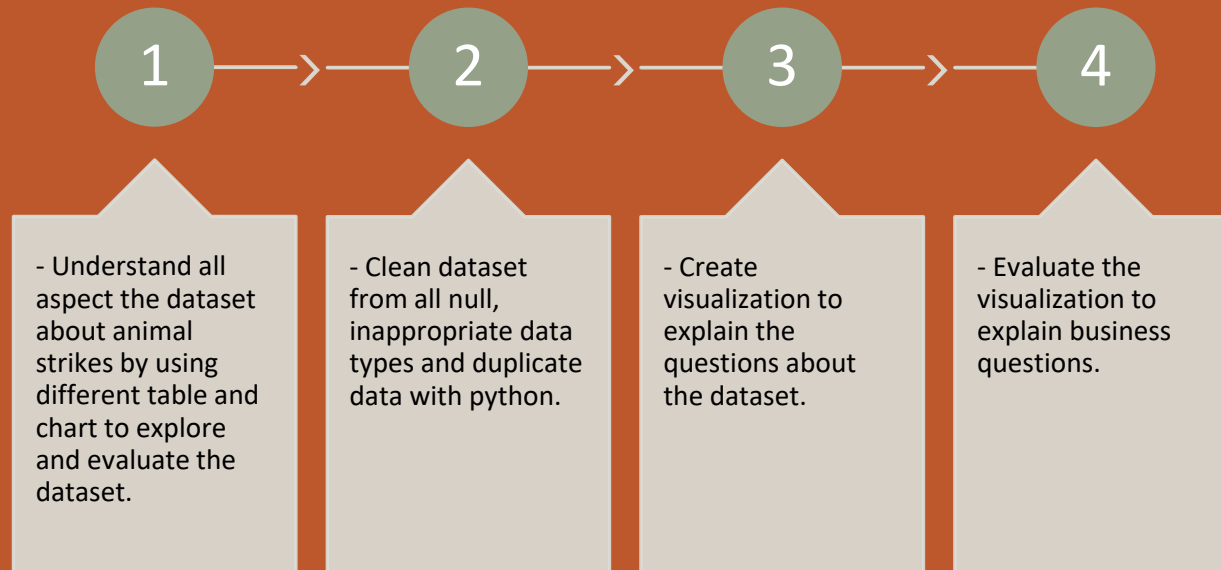 1
2
3
4
- Understand all
aspect the dataset
about animal
strikes by using
different table and
chart to explore
and evaluate the
dataset.
- Clean dataset
from all null,
inappropriate data
types and duplicate
data with python.
- Create
visualization to
explain the
questions about
the dataset.
- Evaluate the
visualization to
explain business
questions.